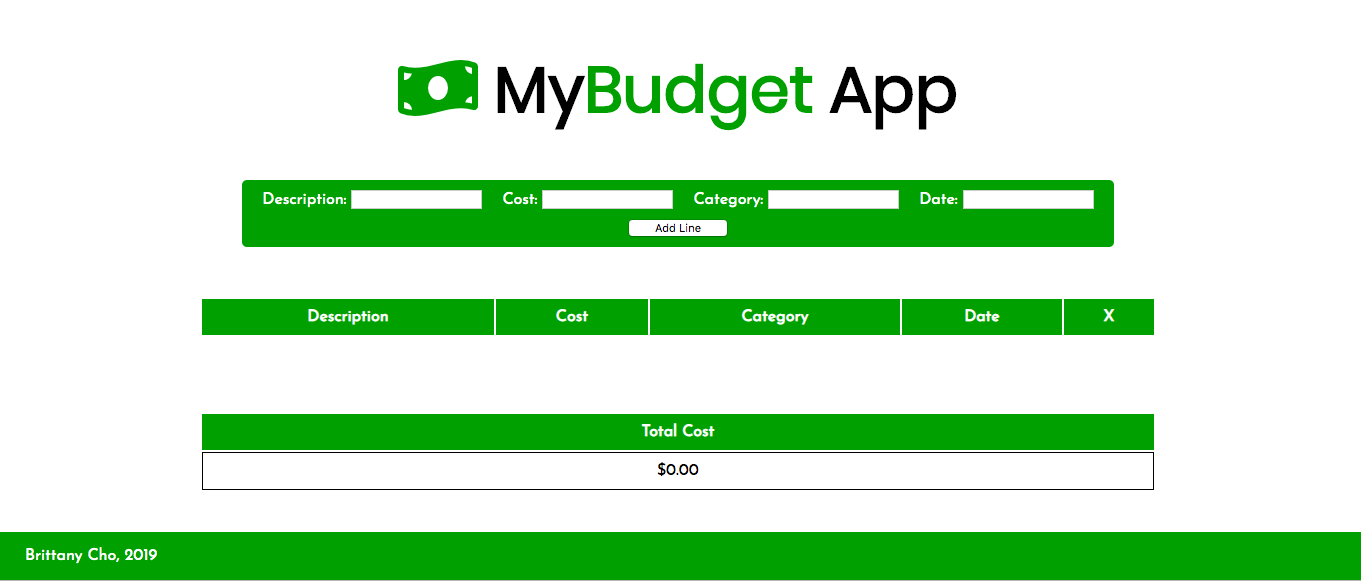 MyBudget App
Description: Cost: Category: Date:
Add Line
Description Cost Category Date X
Total Cost
$0.00
Brittany Cho, 2019